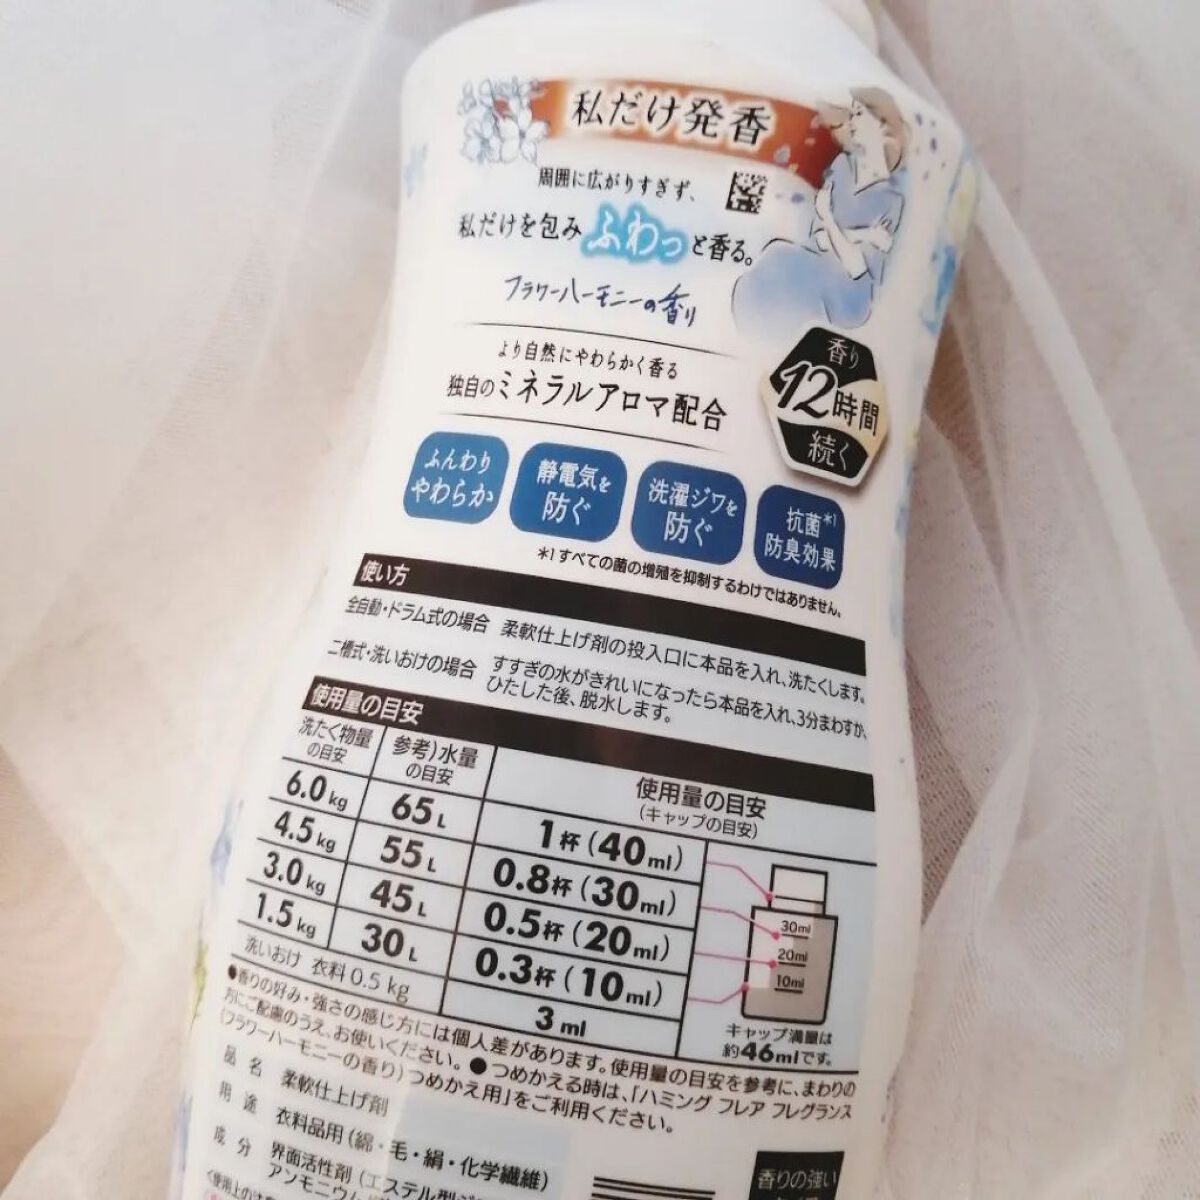 私だけ発香
周囲に広がりすぎず、
私だけを包みふわっと香る。
フラワーハーモニーの香り
より自然にやわらかく香る
独自のミネラルアロマ配合
香り
12時間
続く
ふんわり
やわらか
静電気を
防ぐ
洗濯ジワを
防ぐ
抗菌*1
防臭効果
*1 すべての菌の増殖を抑制するわけではありません。
使い方
全自動・ドラム式の場合 柔軟仕上げ剤の投入口に本品を入れ、洗たくします。
二槽式・洗いおけの場合 すすぎの水がきれいになったら本品を入れ、3分まわすか、
ひたした後、脱水します。
使用量の目安
洗たく物量
の目安
参考)水量
の目安
使用量の目安
(キャップの目安)
6.0kg 65L 1杯(40ml)
4.5kg 55L 0.8杯(30ml)
3.0kg 45L 0.5杯(20ml)
1.5kg 30L 0.3杯(10ml)
洗いおけ 衣料0.5kg 3ml
30ml
20ml
10ml
キャップ満量は
約46mlです。
●香りの好み・強さの感じ方には個人差があります。使用量の目安を参考に、まわりの
方にご配慮のうえ、お使いください。●つめかえる時は、「ハミング フレア フレグランス
(フラワーハーモニーの香り)つめかえ用」をご利用ください。
品名 柔軟仕上げ剤
用途 衣料品用(綿・毛・絹・化学繊維)
成分 界面活性剤(エステル型ジ
アンモニウム
香りの強い